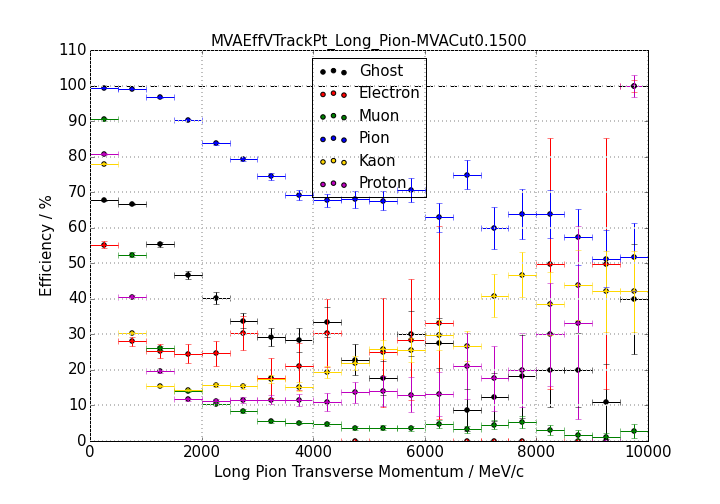 MVAEffVTrackPt_Long_Pion-MVACut0.1500
Efficiency / %
110
100
90
80
70
60
50
40
30
20
10
0
Ghost
Electron
Muon
Pion
Kaon
Proton
0 2000 4000 6000 8000 10000
Long Pion Transverse Momentum / MeV/c